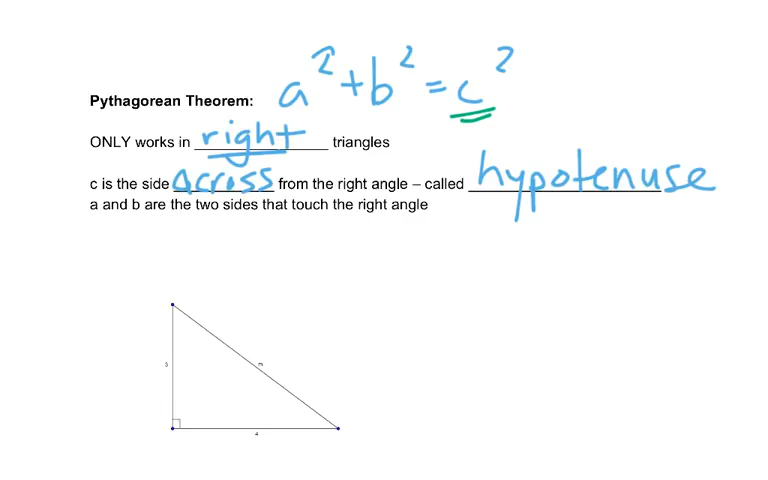 Pythagorean Theorem: a² + b² = c²
ONLY works in right triangles
c is the side across from the right angle – called hypotenuse
a and b are the two sides that touch the right angle
3
m
4